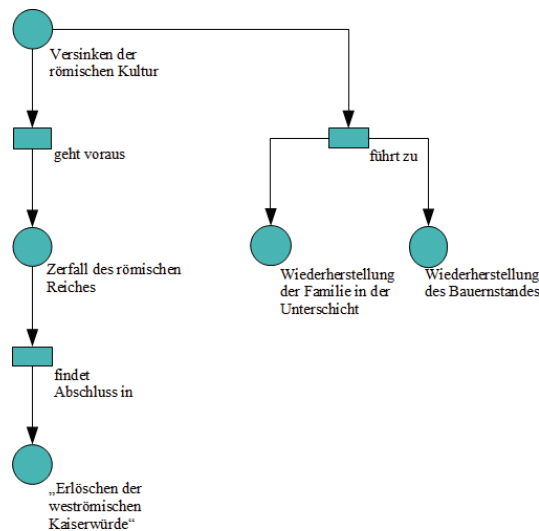 Versinken der
römischen Kultur
geht voraus
führt zu
Zerfall des römischen
Reiches
Wiederherstellung
der Familie in der
Unterschicht
Wiederherstellung
des Bauernstandes
findet
Abschluss in
„Erlöschen der
weströmischen
Kaiserwürde“